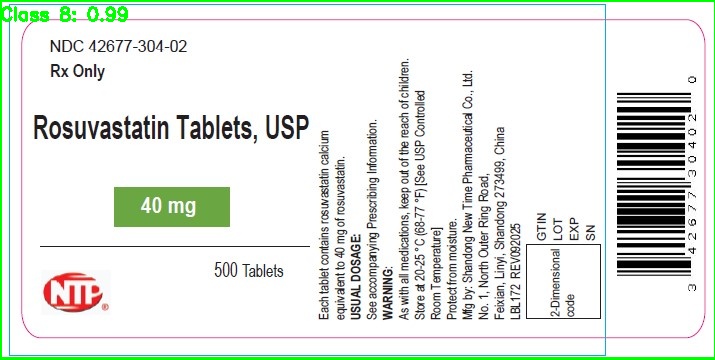 Class 8: 0.99
NDC 42677-304-02
Rx Only
Rosuvastatin Tablets, USP
40 mg
500 Tablets
NTP
Each tablet contains rosuvastatin calcium
equivalent to 40 mg of rosuvastatin.
USUAL DOSAGE:
See accompanying Prescribing Information.
WARNING:
As with all medications, keep out of the reach of children.
Store at 20-25 °C (68-77 °F) [See USP Controlled
Room Temperature]
Protect from moisture.
Mfg by: Shandong New Time Pharmaceutical Co., Ltd.
No. 1, North Outer Ring Road,
Feixian, Linyi, Shandong 273499, China
LBL172 REV092025
GTIN
LOT
EXP
SN
2-Dimensional
code
3 42677 30402 0